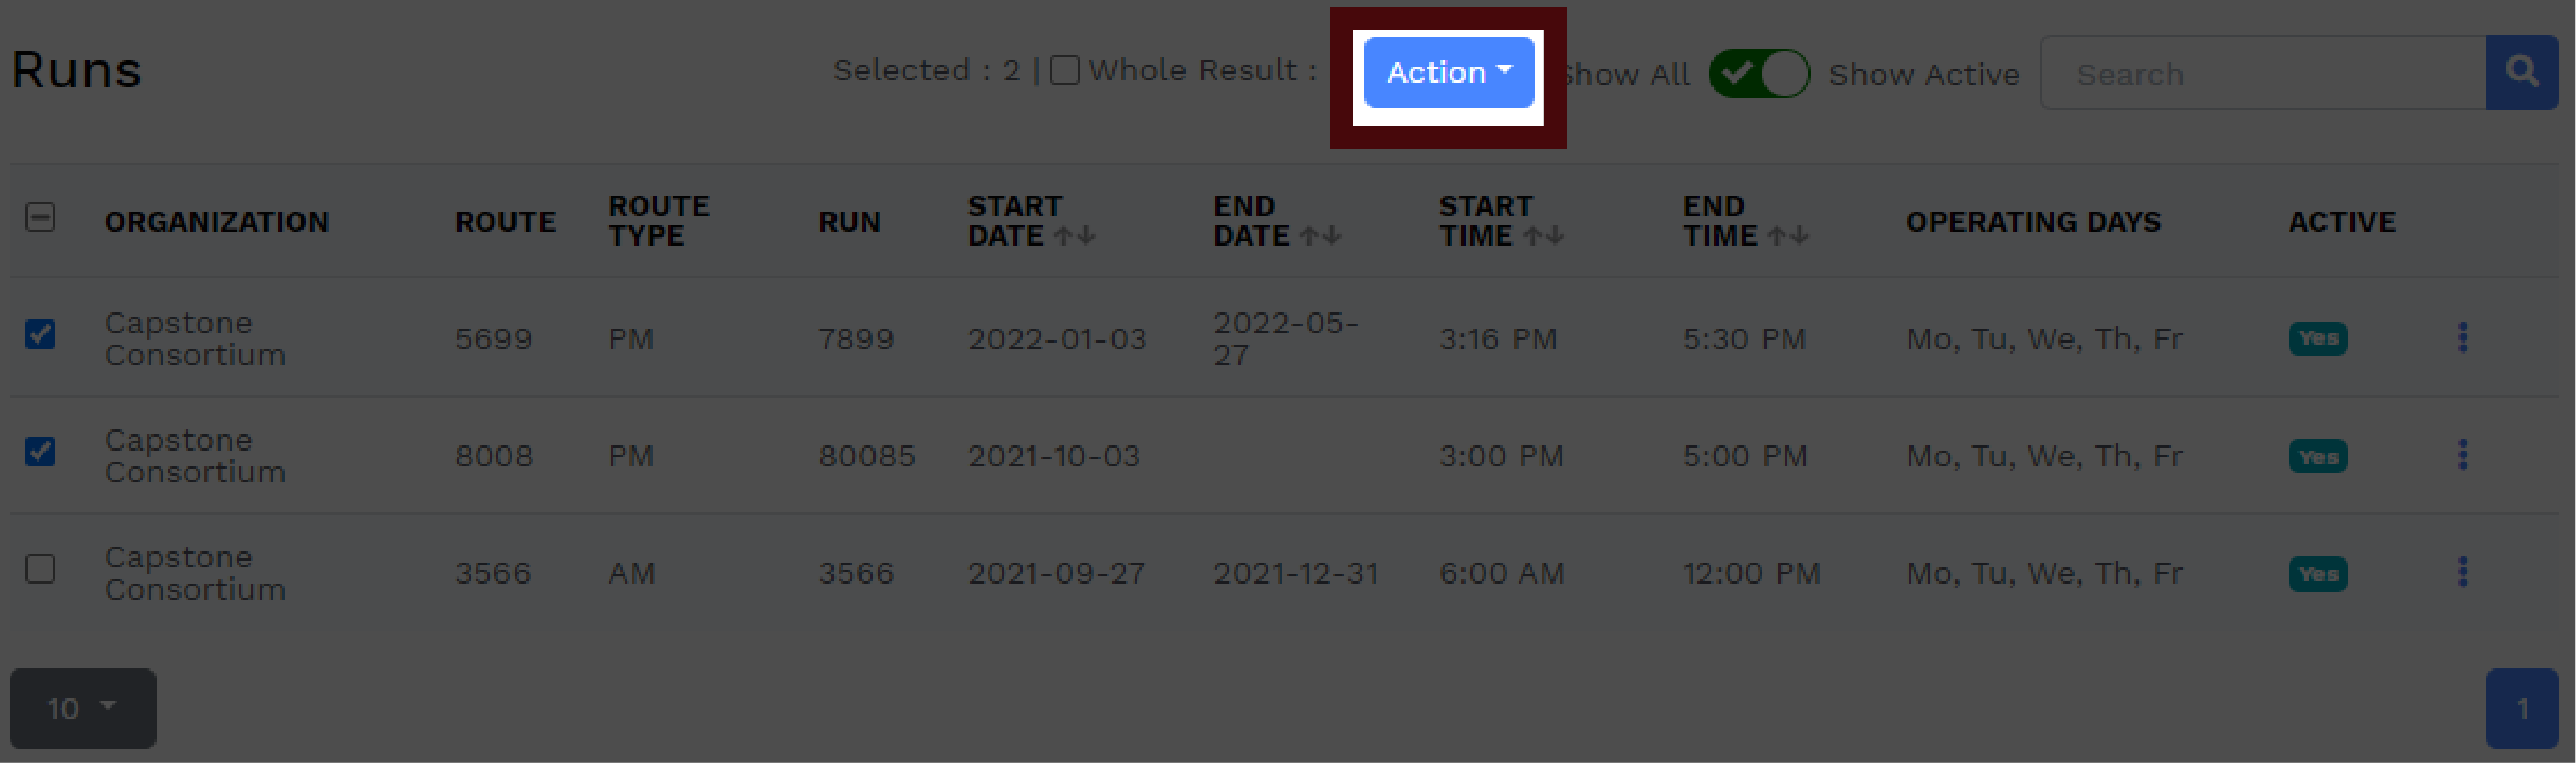 Runs
Selected : 2 | Whole Result :
Action
Show All
Show Active
Search
ORGANIZATION
ROUTE
ROUTE
TYPE
RUN
START
DATE
END
DATE
START
TIME
END
TIME
OPERATING DAYS
ACTIVE
Capstone
Consortium
5699
PM
7899
2022-01-03
2022-05-
27
3:16 PM
5:30 PM
Mo, Tu, We, Th, Fr
Yes
Capstone
Consortium
8008
PM
80085
2021-10-03
3:00 PM
5:00 PM
Mo, Tu, We, Th, Fr
Yes
Capstone
Consortium
3566
AM
3566
2021-09-27
2021-12-31
6:00 AM
12:00 PM
Mo, Tu, We, Th, Fr
Yes
10
1